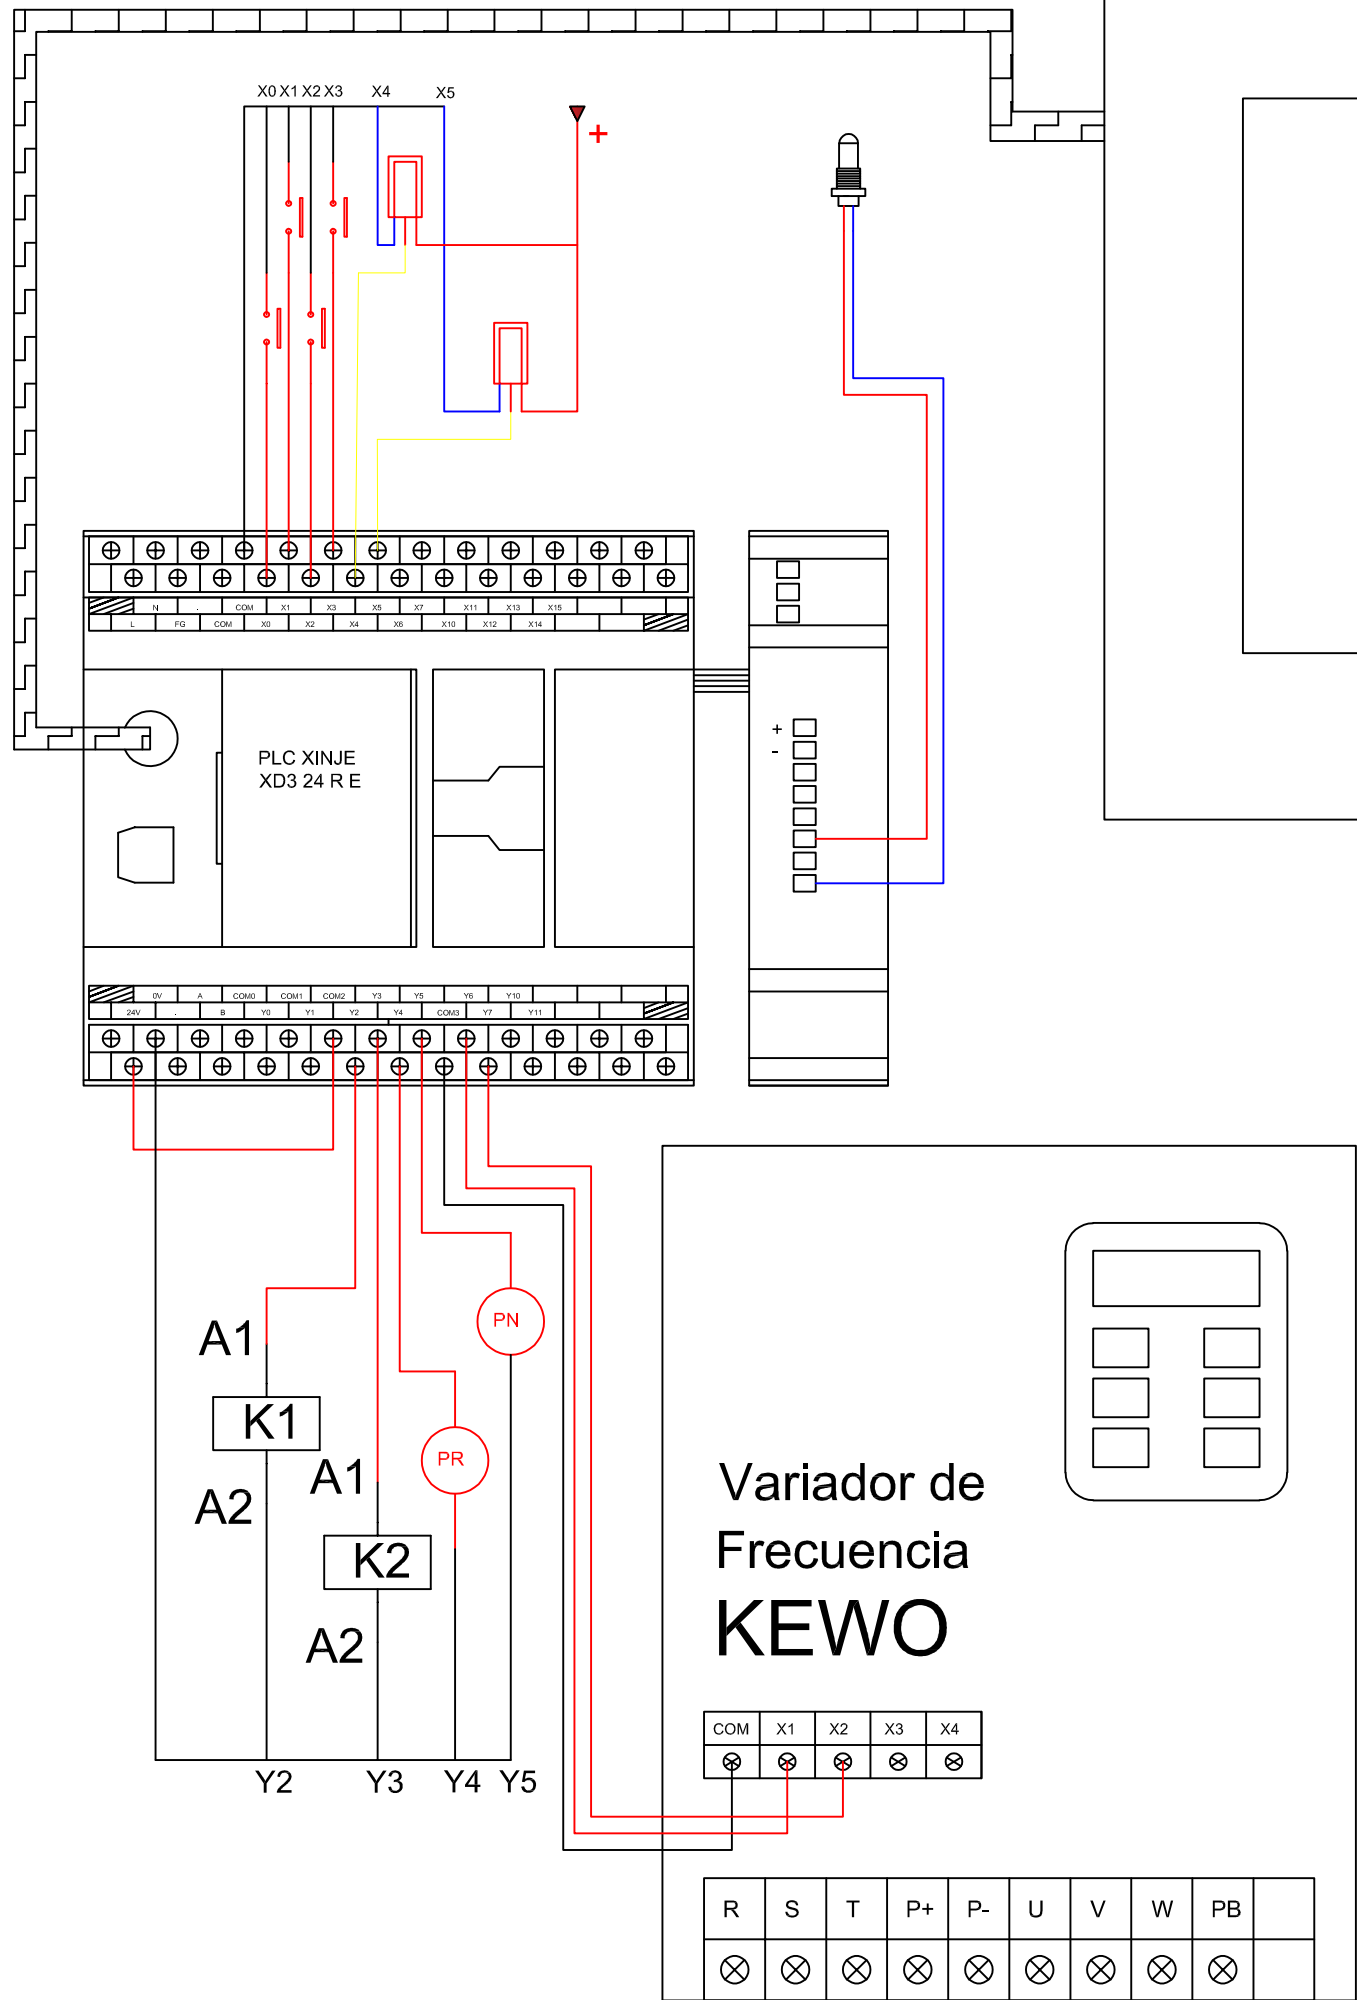 X0 X1 X2 X3 X4 X5
+
N . COM X1 X3 X5 X7 X11 X13 X15
L FG COM X0 X2 X4 X6 X10 X12 X14
+
-
PLC XINJE
XD3 24 R E
0V A COM0 COM1 COM2 Y3 Y5 Y6 Y10
24V . B Y0 Y1 Y2 Y4 COM3 Y7 Y11
PN
A1
K1
PR
A1
A2
K2
A2
Y2 Y3 Y4 Y5
Variador de
Frecuencia
KEWO
COM X1 X2 X3 X4
R S T P+ P- U V W PB